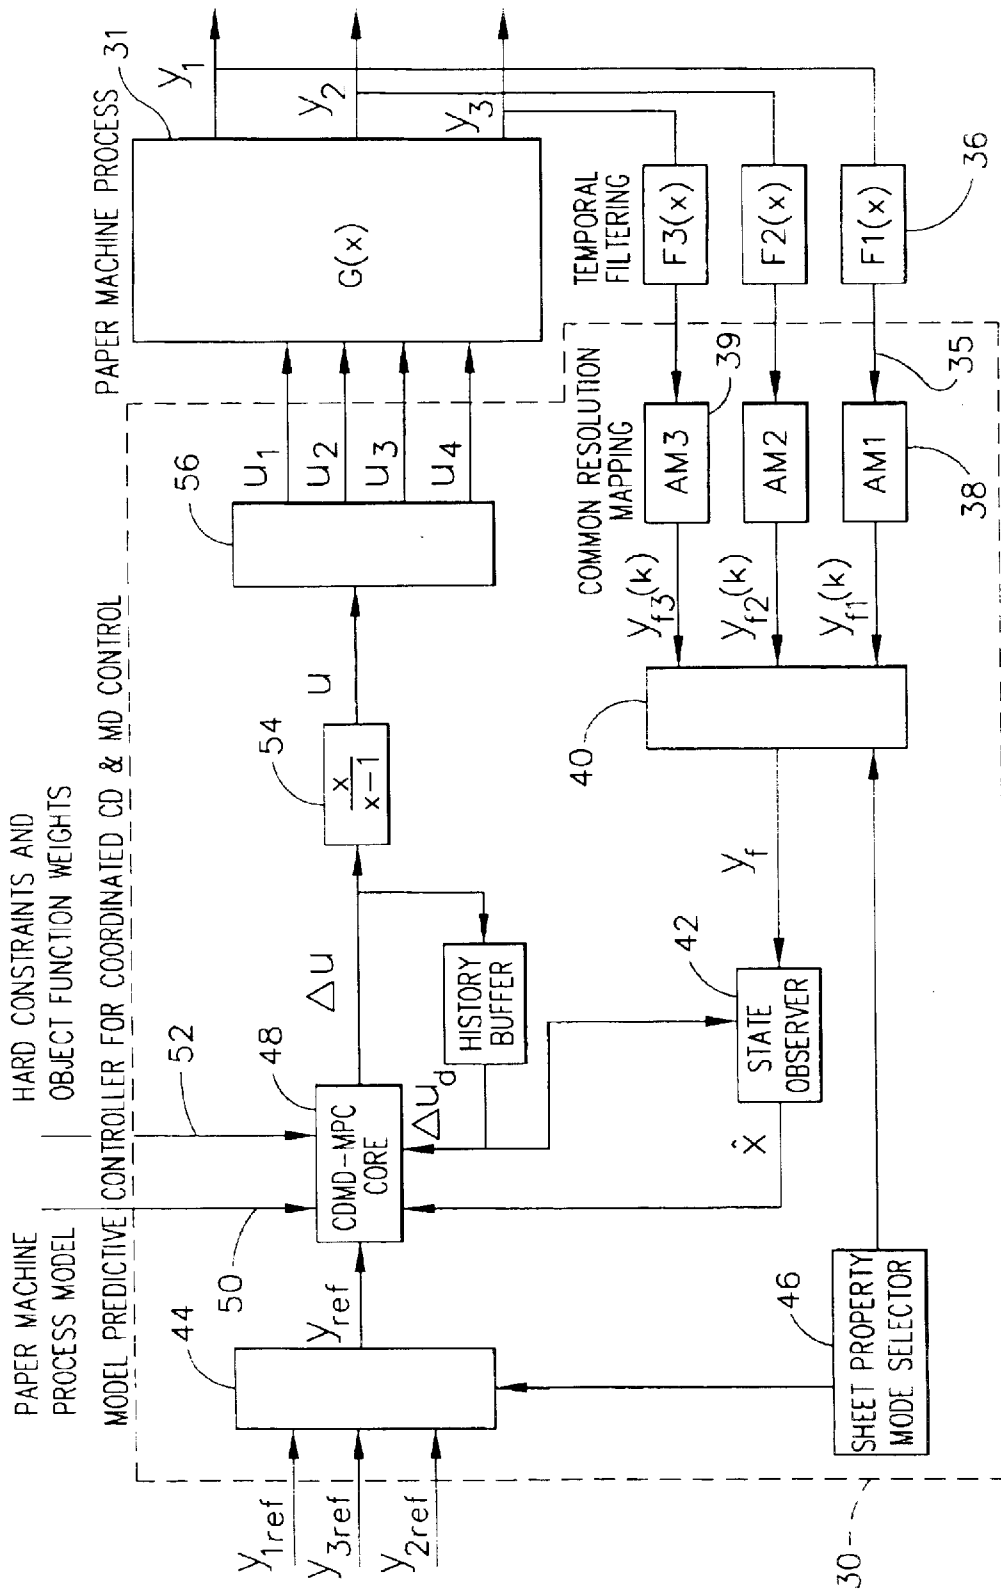 PAPER MACHINE
PROCESS MODEL
HARD CONSTRAINTS AND
OBJECT FUNCTION WEIGHTS
MODEL PREDICTIVE CONTROLLER FOR COORDINATED CD & MD CONTROL
PAPER MACHINE PROCESS
31
50
52
44
48
54
56
y1ref
y3ref
y2ref
yref
CDMD-MPC
CORE
Δu
x
x-1
u
u1
u2
u3
u4
G(x)
y1
y2
y3
Δud
HISTORY
BUFFER
COMMON RESOLUTION
MAPPING
TEMPORAL
FILTERING
x̂
42
STATE
OBSERVER
yf
40
yf3(k)
AM3
39
F3(x)
yf2(k)
AM2
F2(x)
yf1(k)
AM1
38
35
F1(x)
36
46
SHEET PROPERTY
MODE SELECTOR
30